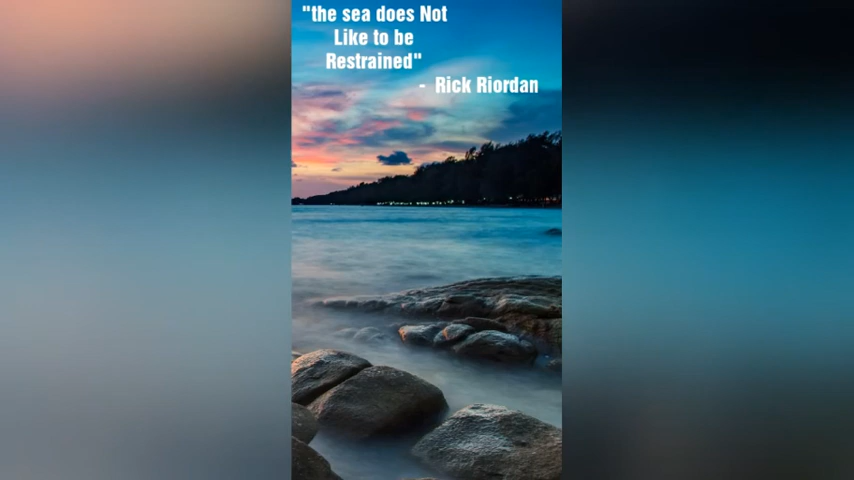 "the sea does Not
Like to be
Restrained"
- Rick Riordan